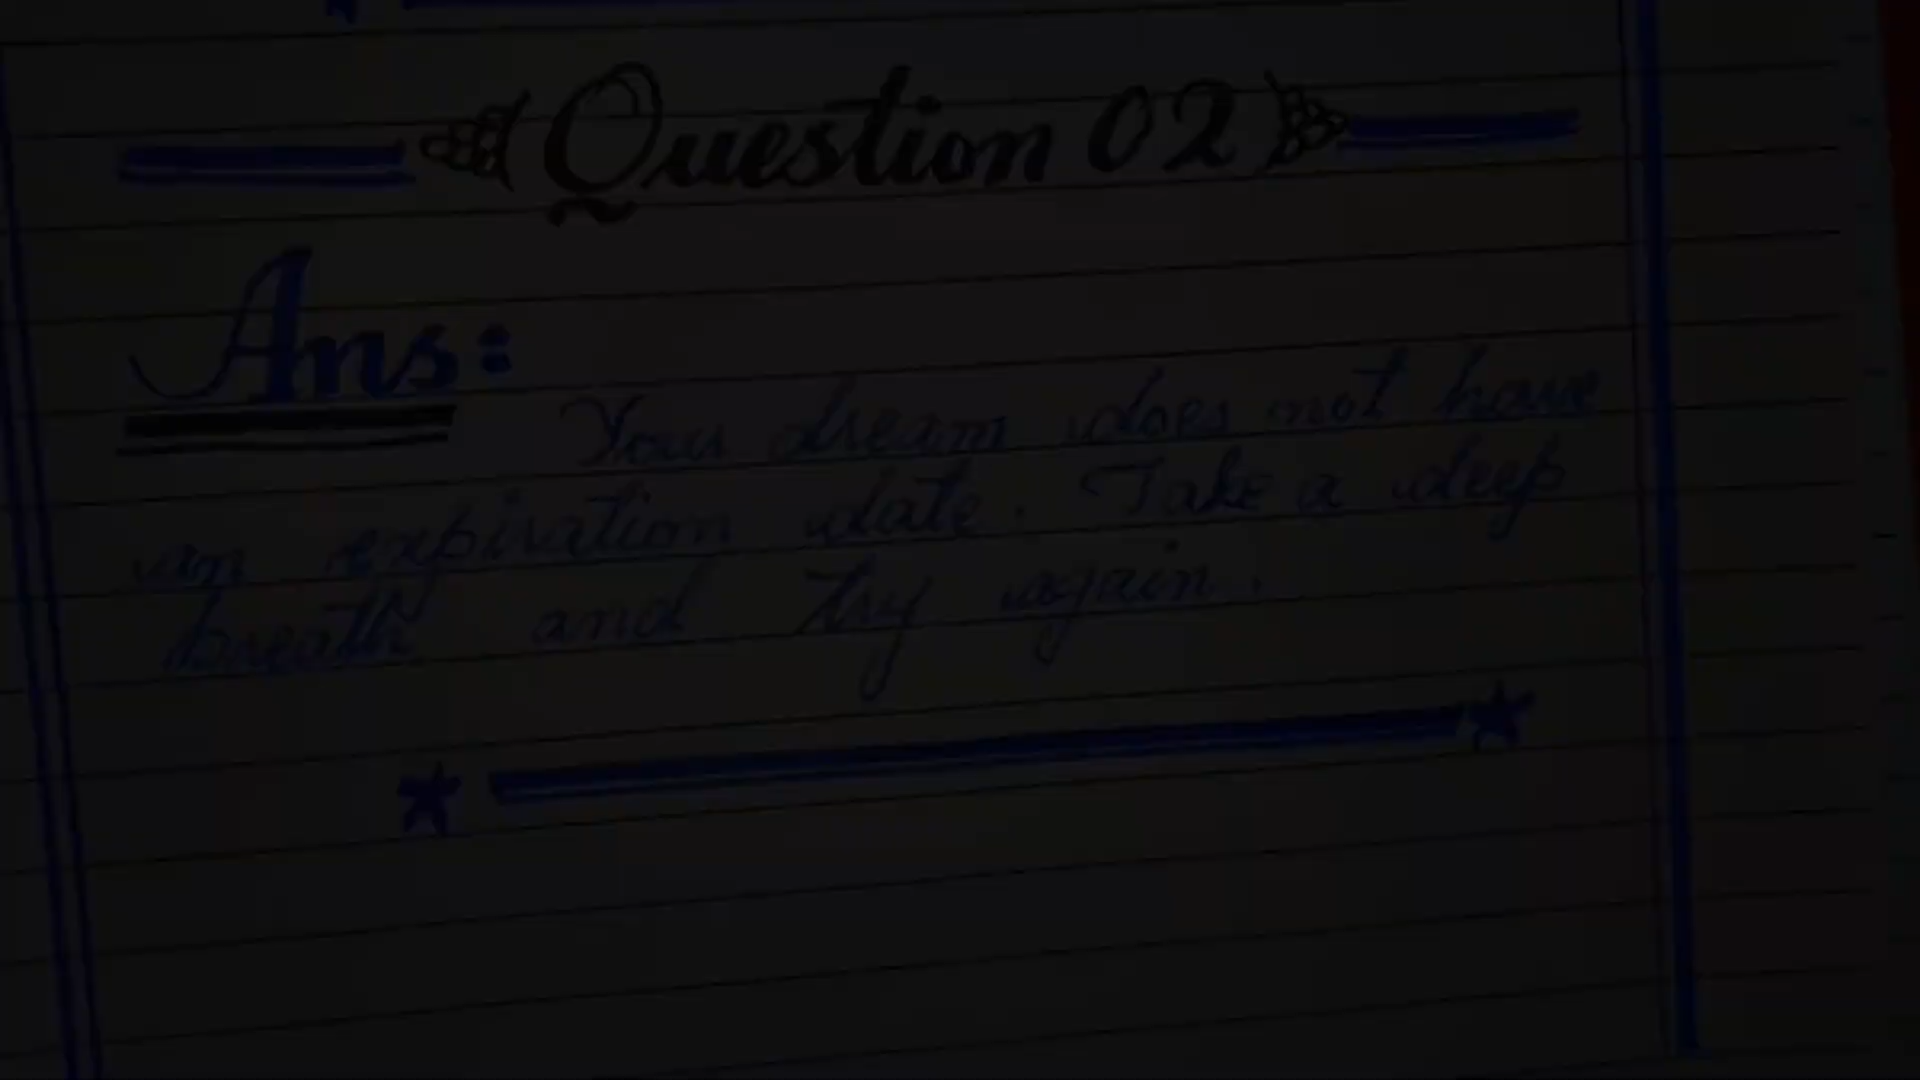 Question 02
Ans:
Your dream does not have
an expiration date. Take a deep
breath and try again.